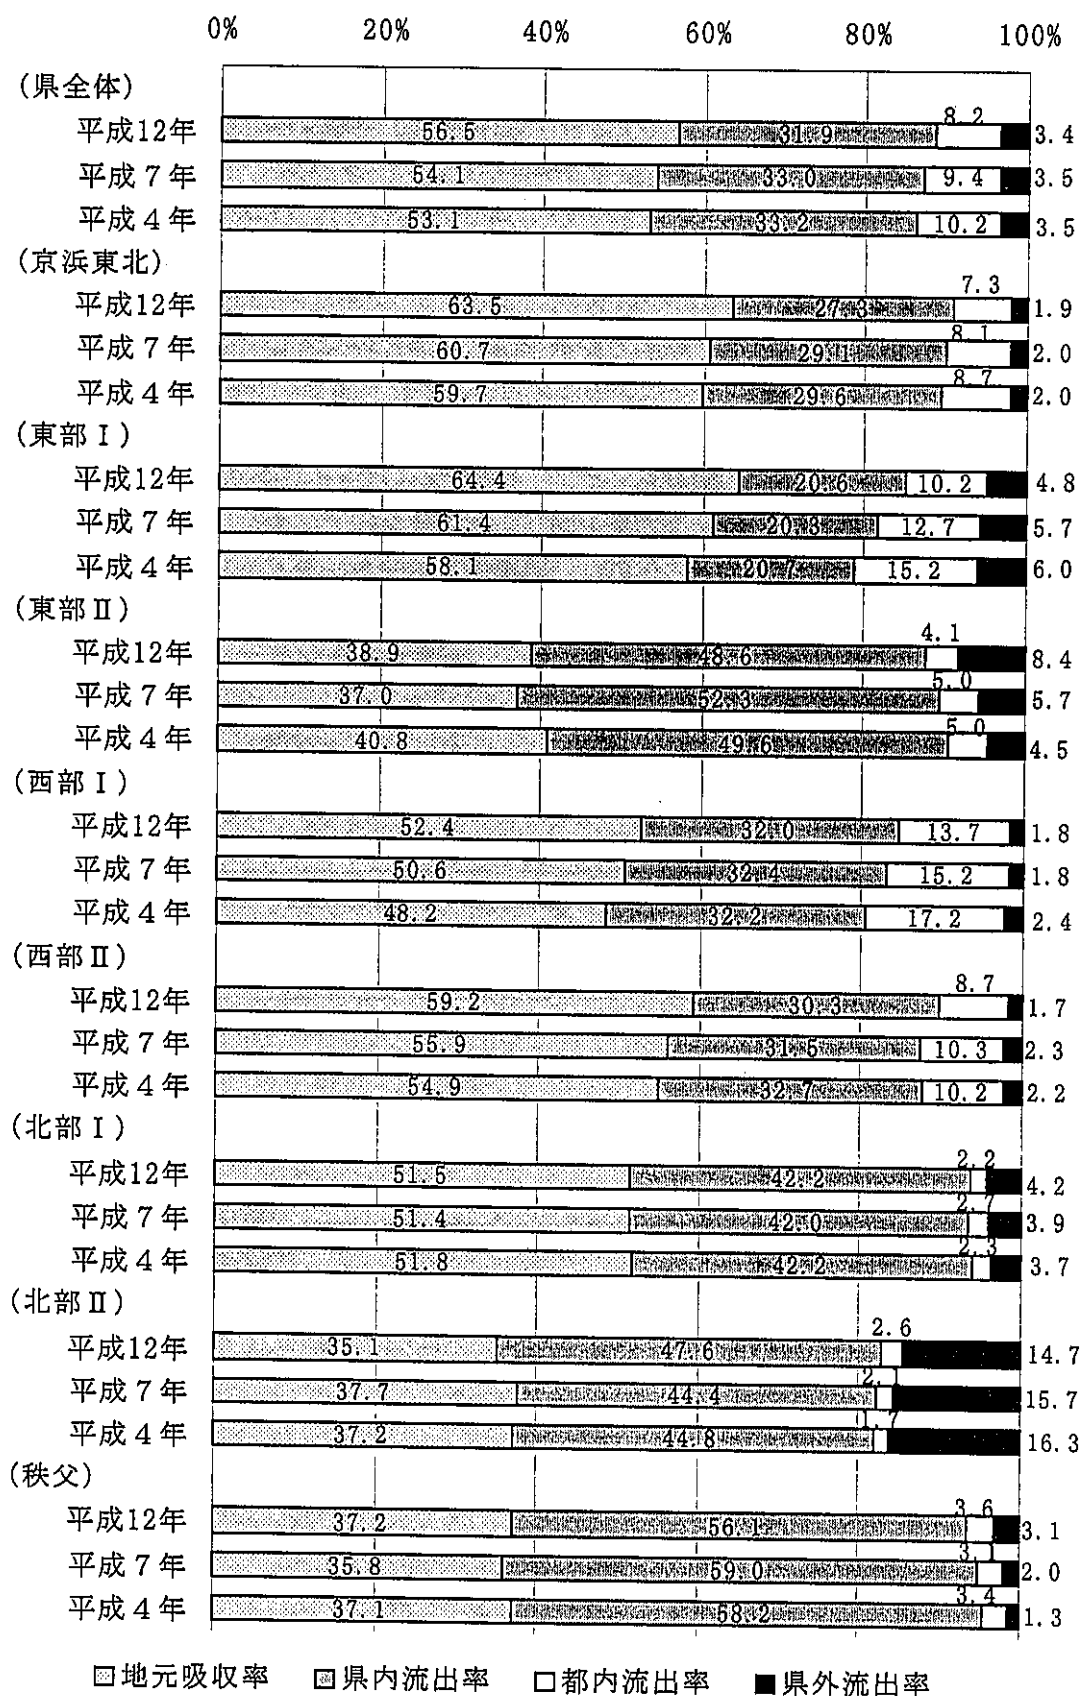 0% 20% 40% 60% 80% 100%
(県全体)
平成12年 56.5 31.9 8.2 3.4
平成7年 54.1 33.0 9.4 3.5
平成4年 53.1 33.2 10.2 3.5
(京浜東北)
平成12年 63.5 27.3 7.3 1.9
平成7年 60.7 29.1 8.1 2.0
平成4年 59.7 29.6 8.7 2.0
(東部Ⅰ)
平成12年 64.4 20.6 10.2 4.8
平成7年 61.4 20.3 12.7 5.7
平成4年 58.1 20.7 15.2 6.0
(東部Ⅱ)
平成12年 38.9 48.6 4.1 8.4
平成7年 37.0 52.3 5.0 5.7
平成4年 40.8 49.6 5.0 4.5
(西部Ⅰ)
平成12年 52.4 32.0 13.7 1.8
平成7年 50.6 32.4 15.2 1.8
平成4年 48.2 32.2 17.2 2.4
(西部Ⅱ)
平成12年 59.2 30.3 8.7 1.7
平成7年 55.9 31.5 10.3 2.3
平成4年 54.9 32.7 10.2 2.2
(北部Ⅰ)
平成12年 51.5 42.2 2.2 4.2
平成7年 51.4 42.0 2.7 3.9
平成4年 51.8 42.2 2.3 3.7
(北部Ⅱ)
平成12年 35.1 47.6 2.6 14.7
平成7年 37.7 44.4 2.1 15.7
平成4年 37.2 44.8 1.7 16.3
(秩父)
平成12年 37.2 56.1 3.6 3.1
平成7年 35.8 59.0 3.1 2.0
平成4年 37.1 58.2 3.4 1.3
地元吸収率 県内流出率 都内流出率 県外流出率